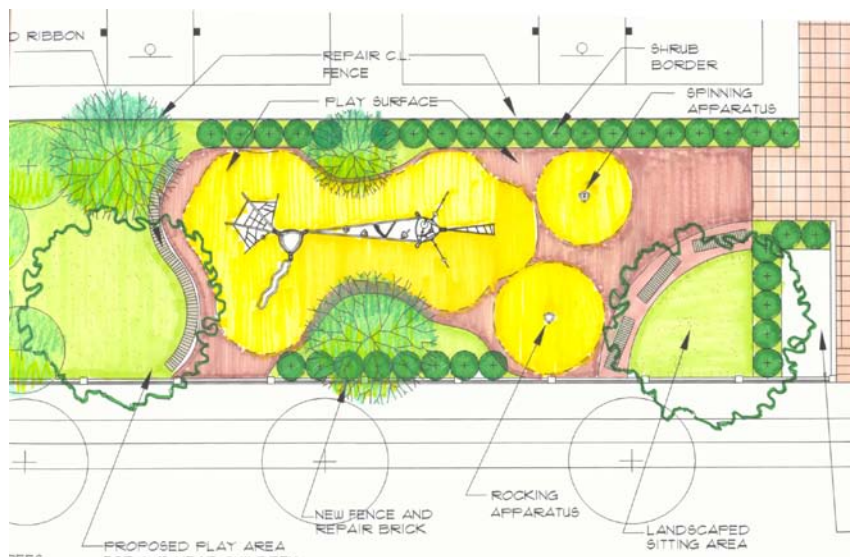 D RIBBON
REPAIR C.L.
FENCE
SHRUB
BORDER
PLAY SURFACE
SPINNING
APPARATUS
ROCKING
APPARATUS
NEW FENCE AND
REPAIR BRICK
LANDSCAPED
SITTING AREA
PROPOSED PLAY AREA